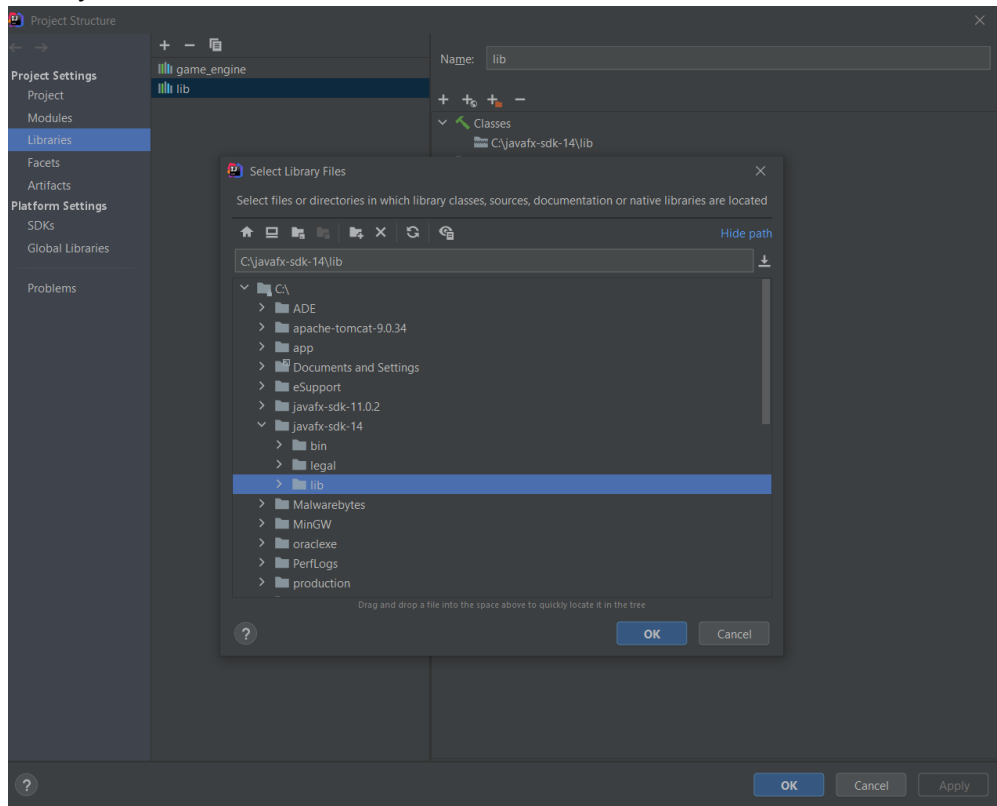 Project Structure
Project Settings
Project
Modules
Libraries
Facets
Artifacts
Platform Settings
SDKs
Global Libraries
Problems
game_engine
lib
Name: lib
Classes
C:\javafx-sdk-14\lib
Select Library Files
Select files or directories in which library classes, sources, documentation or native libraries are located
Hide path
C:\javafx-sdk-14\lib
C:\
ADE
apache-tomcat-9.0.34
app
Documents and Settings
eSupport
javafx-sdk-11.0.2
javafx-sdk-14
bin
legal
lib
Malwarebytes
MinGW
oraclexe
PerfLogs
production
Drag and drop a file into the space above to quickly locate it in the tree
?
OK Cancel
?
OK Cancel Apply